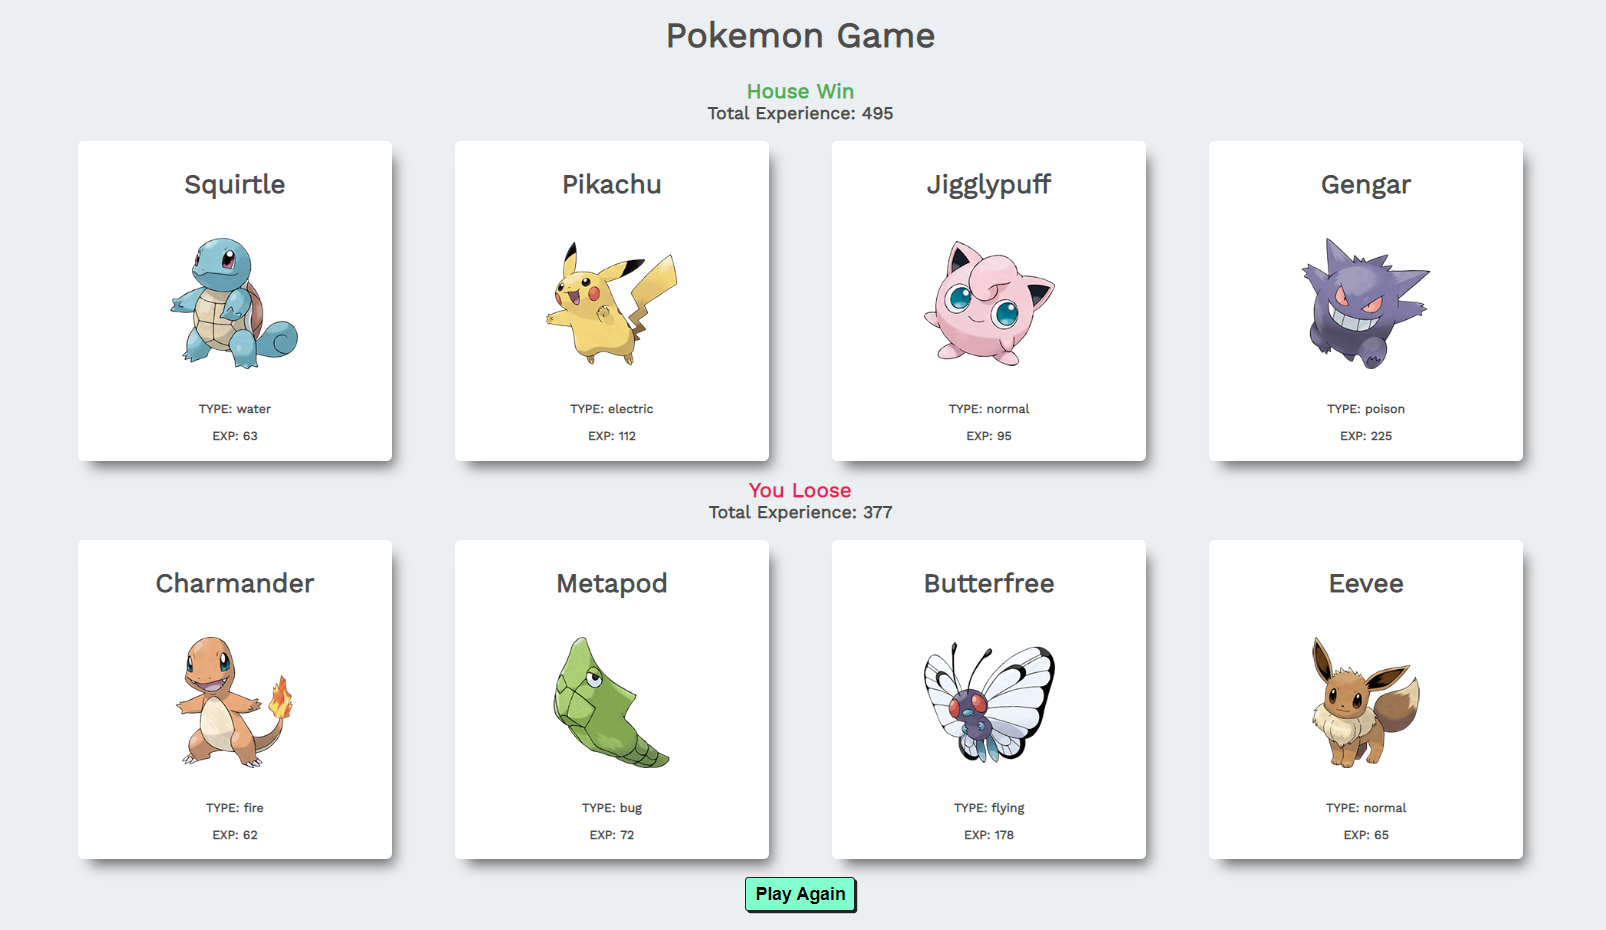 Pokemon Game
House Win
Total Experience: 495
Squirtle
TYPE: water
EXP: 63
Pikachu
TYPE: electric
EXP: 112
Jigglypuff
TYPE: normal
EXP: 95
Gengar
TYPE: poison
EXP: 225
You Loose
Total Experience: 377
Charmander
TYPE: fire
EXP: 62
Metapod
TYPE: bug
EXP: 72
Butterfree
TYPE: flying
EXP: 178
Eevee
TYPE: normal
EXP: 65
Play Again